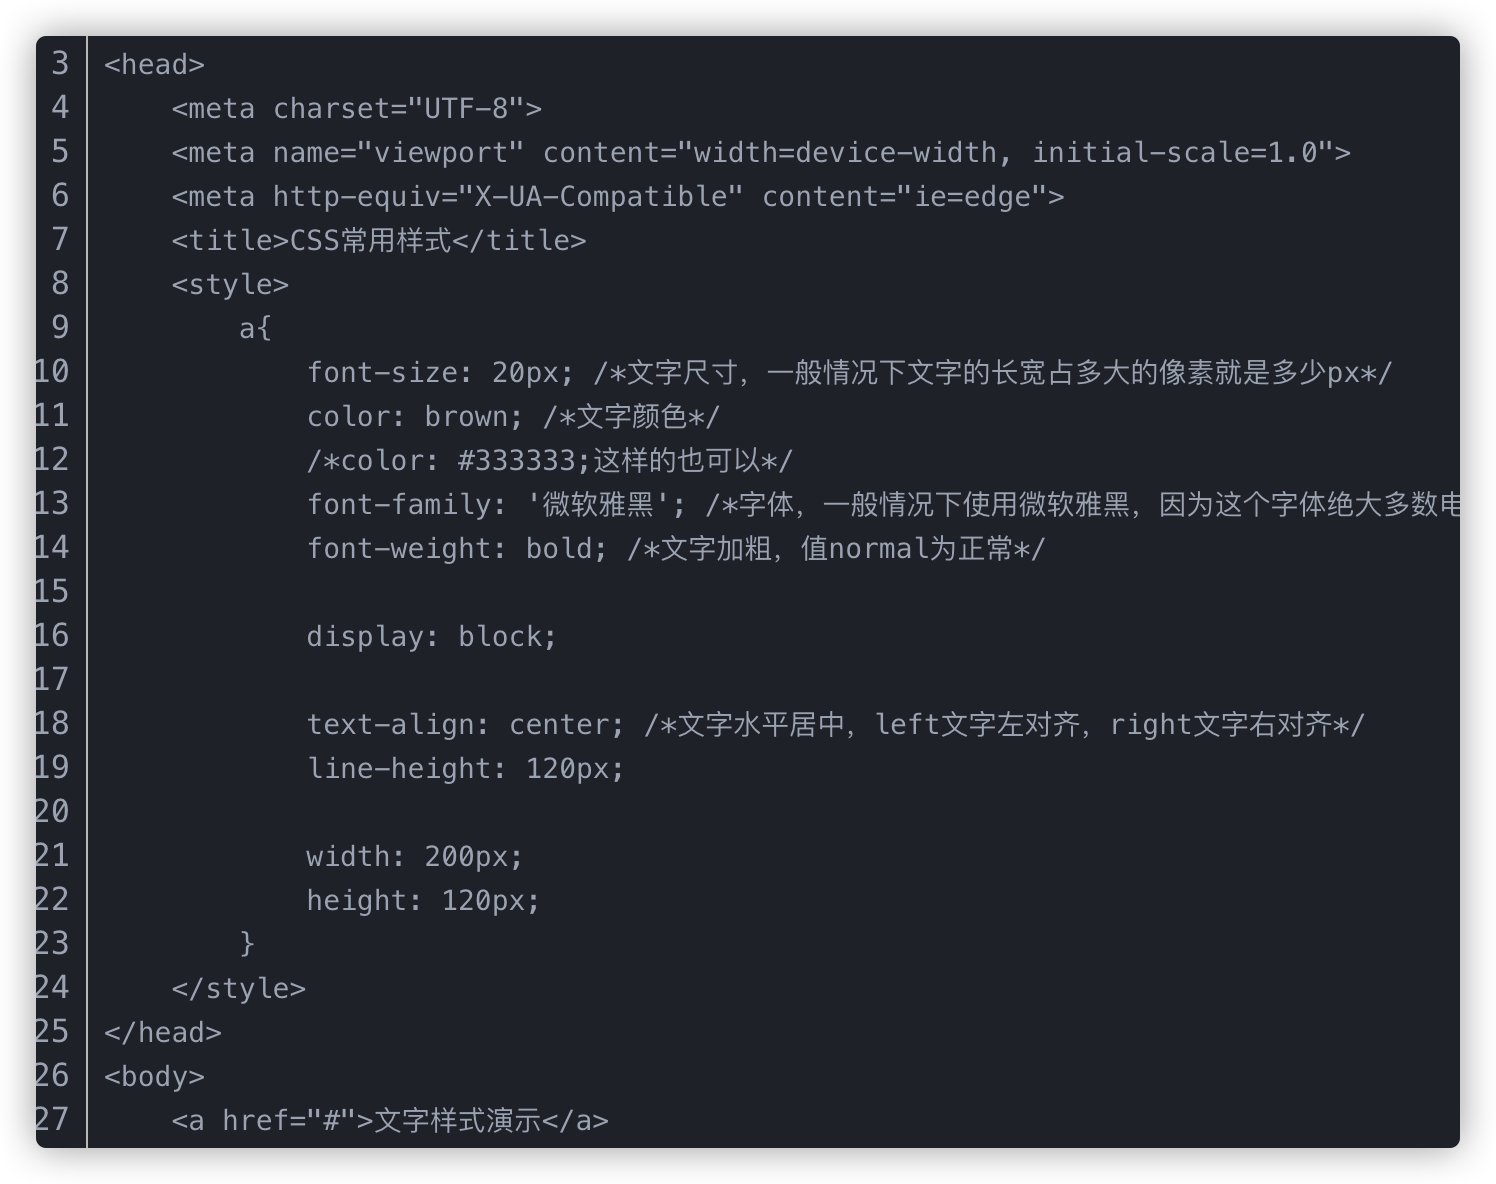 3 <head>
4     <meta charset="UTF-8">
5     <meta name="viewport" content="width=device-width, initial-scale=1.0">
6     <meta http-equiv="X-UA-Compatible" content="ie=edge">
7     <title>CSS常用样式</title>
8     <style>
9         a{
10             font-size: 20px; /*文字尺寸，一般情况下文字的长宽占多大的像素就是多少px*/
11             color: brown; /*文字颜色*/
12             /*color: #333333;这样的也可以*/
13             font-family: '微软雅黑'; /*字体，一般情况下使用微软雅黑，因为这个字体绝大多数电
14             font-weight: bold; /*文字加粗，值normal为正常*/
15
16             display: block;
17
18             text-align: center; /*文字水平居中，left文字左对齐，right文字右对齐*/
19             line-height: 120px;
20
21             width: 200px;
22             height: 120px;
23         }
24     </style>
25 </head>
26 <body>
27     <a href="#">文字样式演示</a>